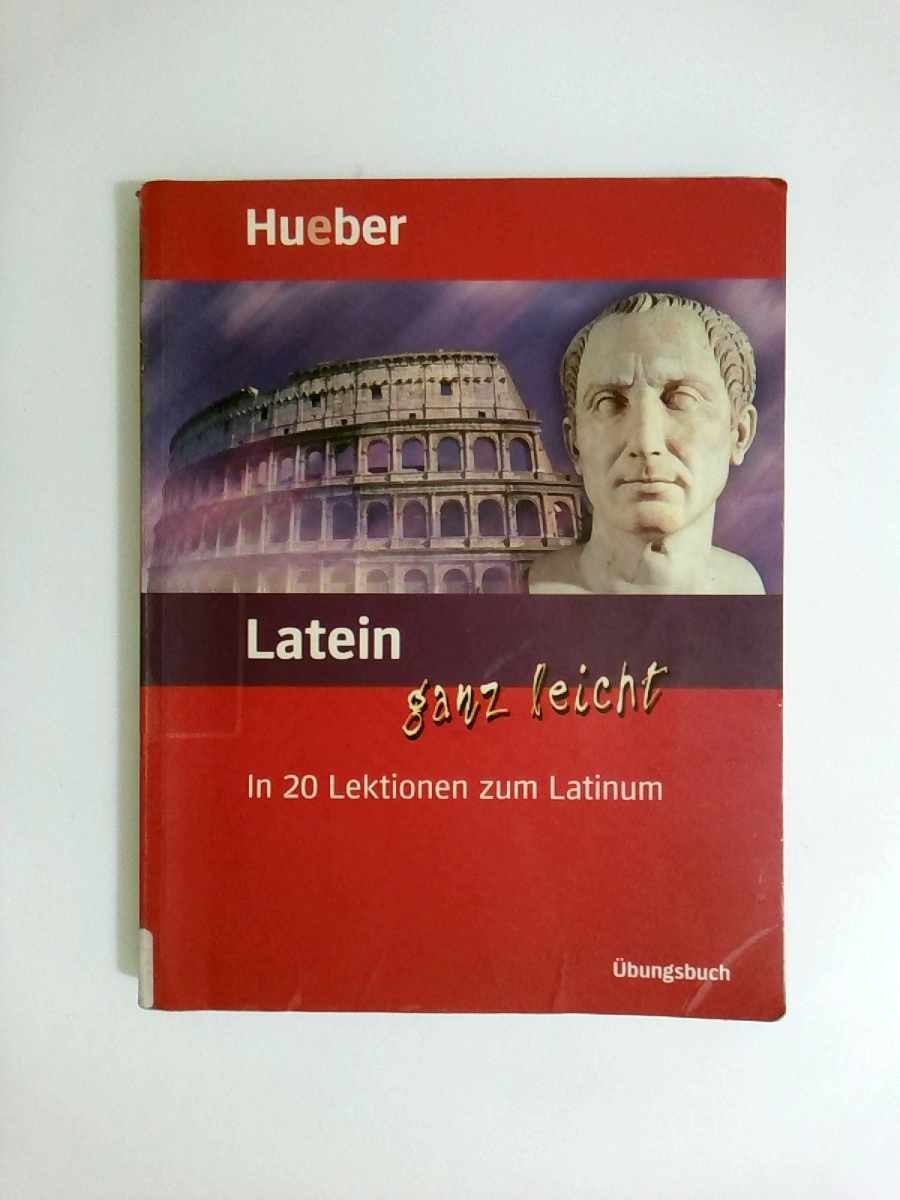 Hueber
Latein
ganz leicht
In 20 Lektionen zum Latinum
Übungsbuch